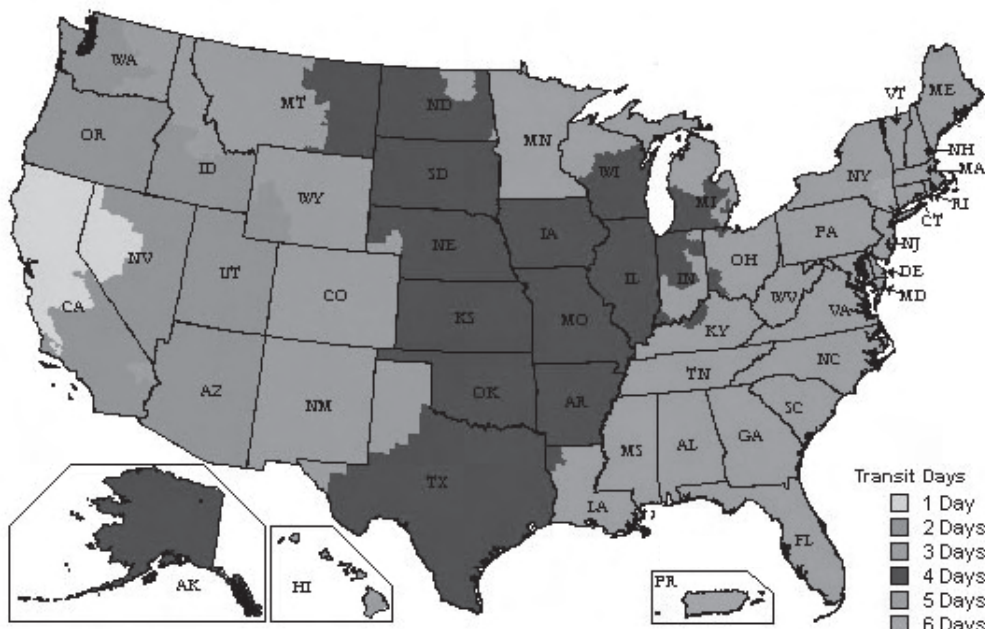 WA
MT
ND
MN
VT
ME
OR
ID
SD
WI
NH
MA
WY
MI
NY
RI
CT
NE
IA
PA
NV
UT
IL
IN
OH
NJ
DE
MD
CO
CA
KS
MO
WV
VA
KY
NC
TN
AZ
NM
OK
AR
SC
MS
AL
GA
TX
LA
FL
AK
HI
PR
Transit Days
1 Day
2 Days
3 Days
4 Days
5 Days
6 Days